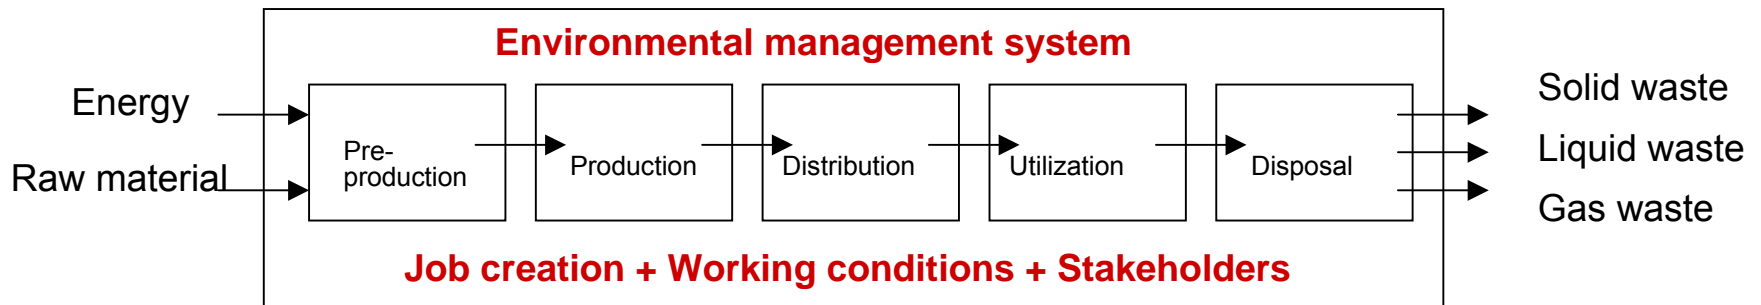 Environmental management system
Energy
Raw material
Pre-
production
Production
Distribution
Utilization
Disposal
Solid waste
Liquid waste
Gas waste
Job creation + Working conditions + Stakeholders